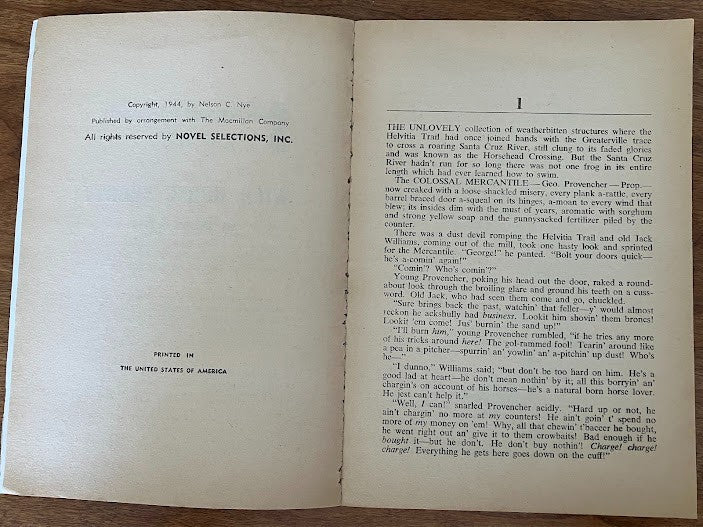 Copyright, 1944, by Nelson C. Nye
Published by arrangement with The Macmillan Company
All rights reserved by NOVEL SELECTIONS, INC.
PRINTED IN
THE UNITED STATES OF AMERICA
1
THE UNLOVELY collection of weatherbitten structures where the
Helvitia Trail had once joined hands with the Greaterville trace
to cross a roaring Santa Cruz River, still clung to its faded glories
and was known as the Horsehead Crossing. But the Santa Cruz
River hadn't run for so long there was not one frog in its entire
length which had ever learned how to swim.
The COLOSSAL MERCANTILE—Geo. Provencher—Prop.—
now creaked with a loose-shackled misery, every plank a-rattle, every
barrel braced door a-squeal on its hinges, a-moan to every wind that
blew; its insides dim with the must of years, aromatic with sorghum
and strong yellow soap and the gunnysacked fertilizer piled by the
counter.
There was a dust devil romping the Helvitia Trail and old Jack
Williams, coming out of the mill, took one hasty look and sprinted
for the Mercantile. "George!" he panted. "Bolt your doors quick—
he's a-comin' again!"
"Comin'? Who's comin'?"
Young Provencher, poking his head out the door, raked a round-
about look through the broiling glare and ground his teeth on a cuss-
word. Old Jack, who had seen them come and go, chuckled.
"Sure brings back the past, watchin' that feller—y' would almost
reckon he ackshully had business. Lookit him shovin' them broncs!
Lookit 'em come! Jus' burnin' the sand up!"
"I'll burn him," young Provencher rumbled, "if he tries any more
of his tricks around here! The gol-rammed fool! Tearin' around like
a pea in a pitcher—spurrin' an' yowlin' an' a-pitchin' up dust! Who's
he—"
"I dunno," Williams said; "but don't be too hard on him. He's a
good lad at heart—he don't mean nothin' by it; all this borryin' an'
chargin's on account of his horses—he's a natural born horse lover.
He jest can't help it."
"Well, I can!" snarled Provencher acidly. "Hard up or not, he
ain't chargin' no more at my counters! He ain't goin' t' spend no
more of my money on 'em! Why, all that chewin' t'baccer he bought,
he went right out an' give it to them crowbaits! Bad enough if he
bought it—but he don't. He don't buy nothin'! Charge! charge!
charge! Everything he gets here goes down on the cuff!"